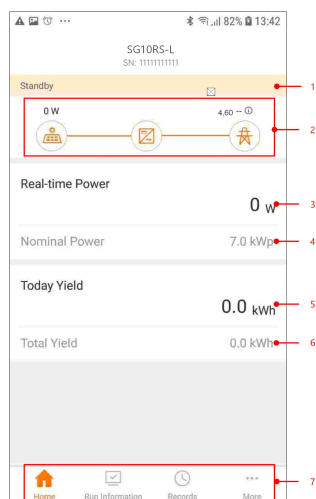 82% 13:42
SG10RS-L
SN: 11111111111
Standby
1
0 W
4,60 --
2
Real-time Power
0 W
3
Nominal Power
7.0 kWp
4
Today Yield
0.0 kWh
5
Total Yield
0.0 kWh
6
7
Home
Run Information
Records
More